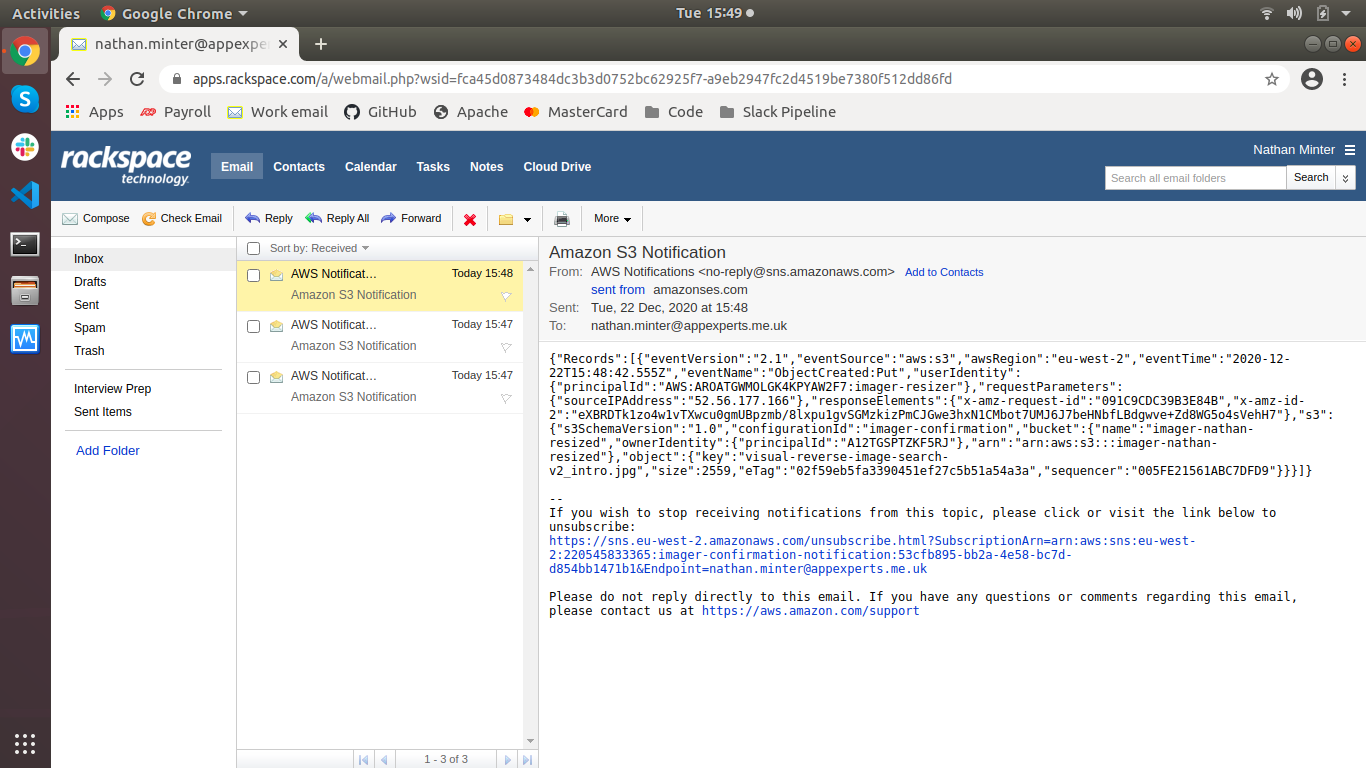 Activities
Google Chrome
Tue 15:49
nathan.minter@appexpe
apps.rackspace.com/a/webmail.php?wsid=fca45d0873484dc3b3d0752bc62925f7-a9eb2947fc2d4519be7380f512dd86fd
Apps
Payroll
Work email
GitHub
Apache
MasterCard
Code
Slack Pipeline
rackspace
technology
Email
Contacts
Calendar
Tasks
Notes
Cloud Drive
Nathan Minter
Search all email folders
Search
Compose
Check Email
Reply
Reply All
Forward
More
Inbox
Drafts
Sent
Spam
Trash
Interview Prep
Sent Items
Add Folder
Sort by: Received
AWS Notificat…
Today 15:48
Amazon S3 Notification
AWS Notificat…
Today 15:47
Amazon S3 Notification
AWS Notificat…
Today 15:47
Amazon S3 Notification
1 - 3 of 3
Amazon S3 Notification
From: AWS Notifications <no-reply@sns.amazonaws.com> Add to Contacts
sent from amazonses.com
Sent: Tue, 22 Dec, 2020 at 15:48
To: nathan.minter@appexperts.me.uk
{"Records":[{"eventVersion":"2.1","eventSource":"aws:s3","awsRegion":"eu-west-2","eventTime":"2020-12-
22T15:48:42.555Z","eventName":"ObjectCreated:Put","userIdentity":
{"principalId":"AWS:AROATGWMOLGK4KPYAW2F7:imager-resizer"},"requestParameters":
{"sourceIPAddress":"52.56.177.166"},"responseElements":{"x-amz-request-id":"091C9CDC39B3E84B","x-amz-id-
2":"eXBRDTk1zo4w1vTXwcu0gmUBpzmb/8lxpu1gvSGMzkizPmCJGwe3hxN1CMbot7UMJ6J7beHNbfLBdgwve+Zd8WG5o4sVehH7"},"s3":
{"s3SchemaVersion":"1.0","configurationId":"imager-confirmation","bucket":{"name":"imager-nathan-
resized","ownerIdentity":{"principalId":"A12TGSPTZKF5RJ"},"arn":"arn:aws:s3:::imager-nathan-
resized"},"object":{"key":"visual-reverse-image-search-
v2_intro.jpg","size":2559,"eTag":"02f59eb5fa3390451ef27c5b51a54a3a","sequencer":"005FE21561ABC7DFD9"}}}]}
--
If you wish to stop receiving notifications from this topic, please click or visit the link below to
unsubscribe:
https://sns.eu-west-2.amazonaws.com/unsubscribe.html?SubscriptionArn=arn:aws:sns:eu-west-
2:220545833365:imager-confirmation-notification:53cfb895-bb2a-4e58-bc7d-
d854bb1471b1&Endpoint=nathan.minter@appexperts.me.uk
Please do not reply directly to this email. If you have any questions or comments regarding this email,
please contact us at https://aws.amazon.com/support